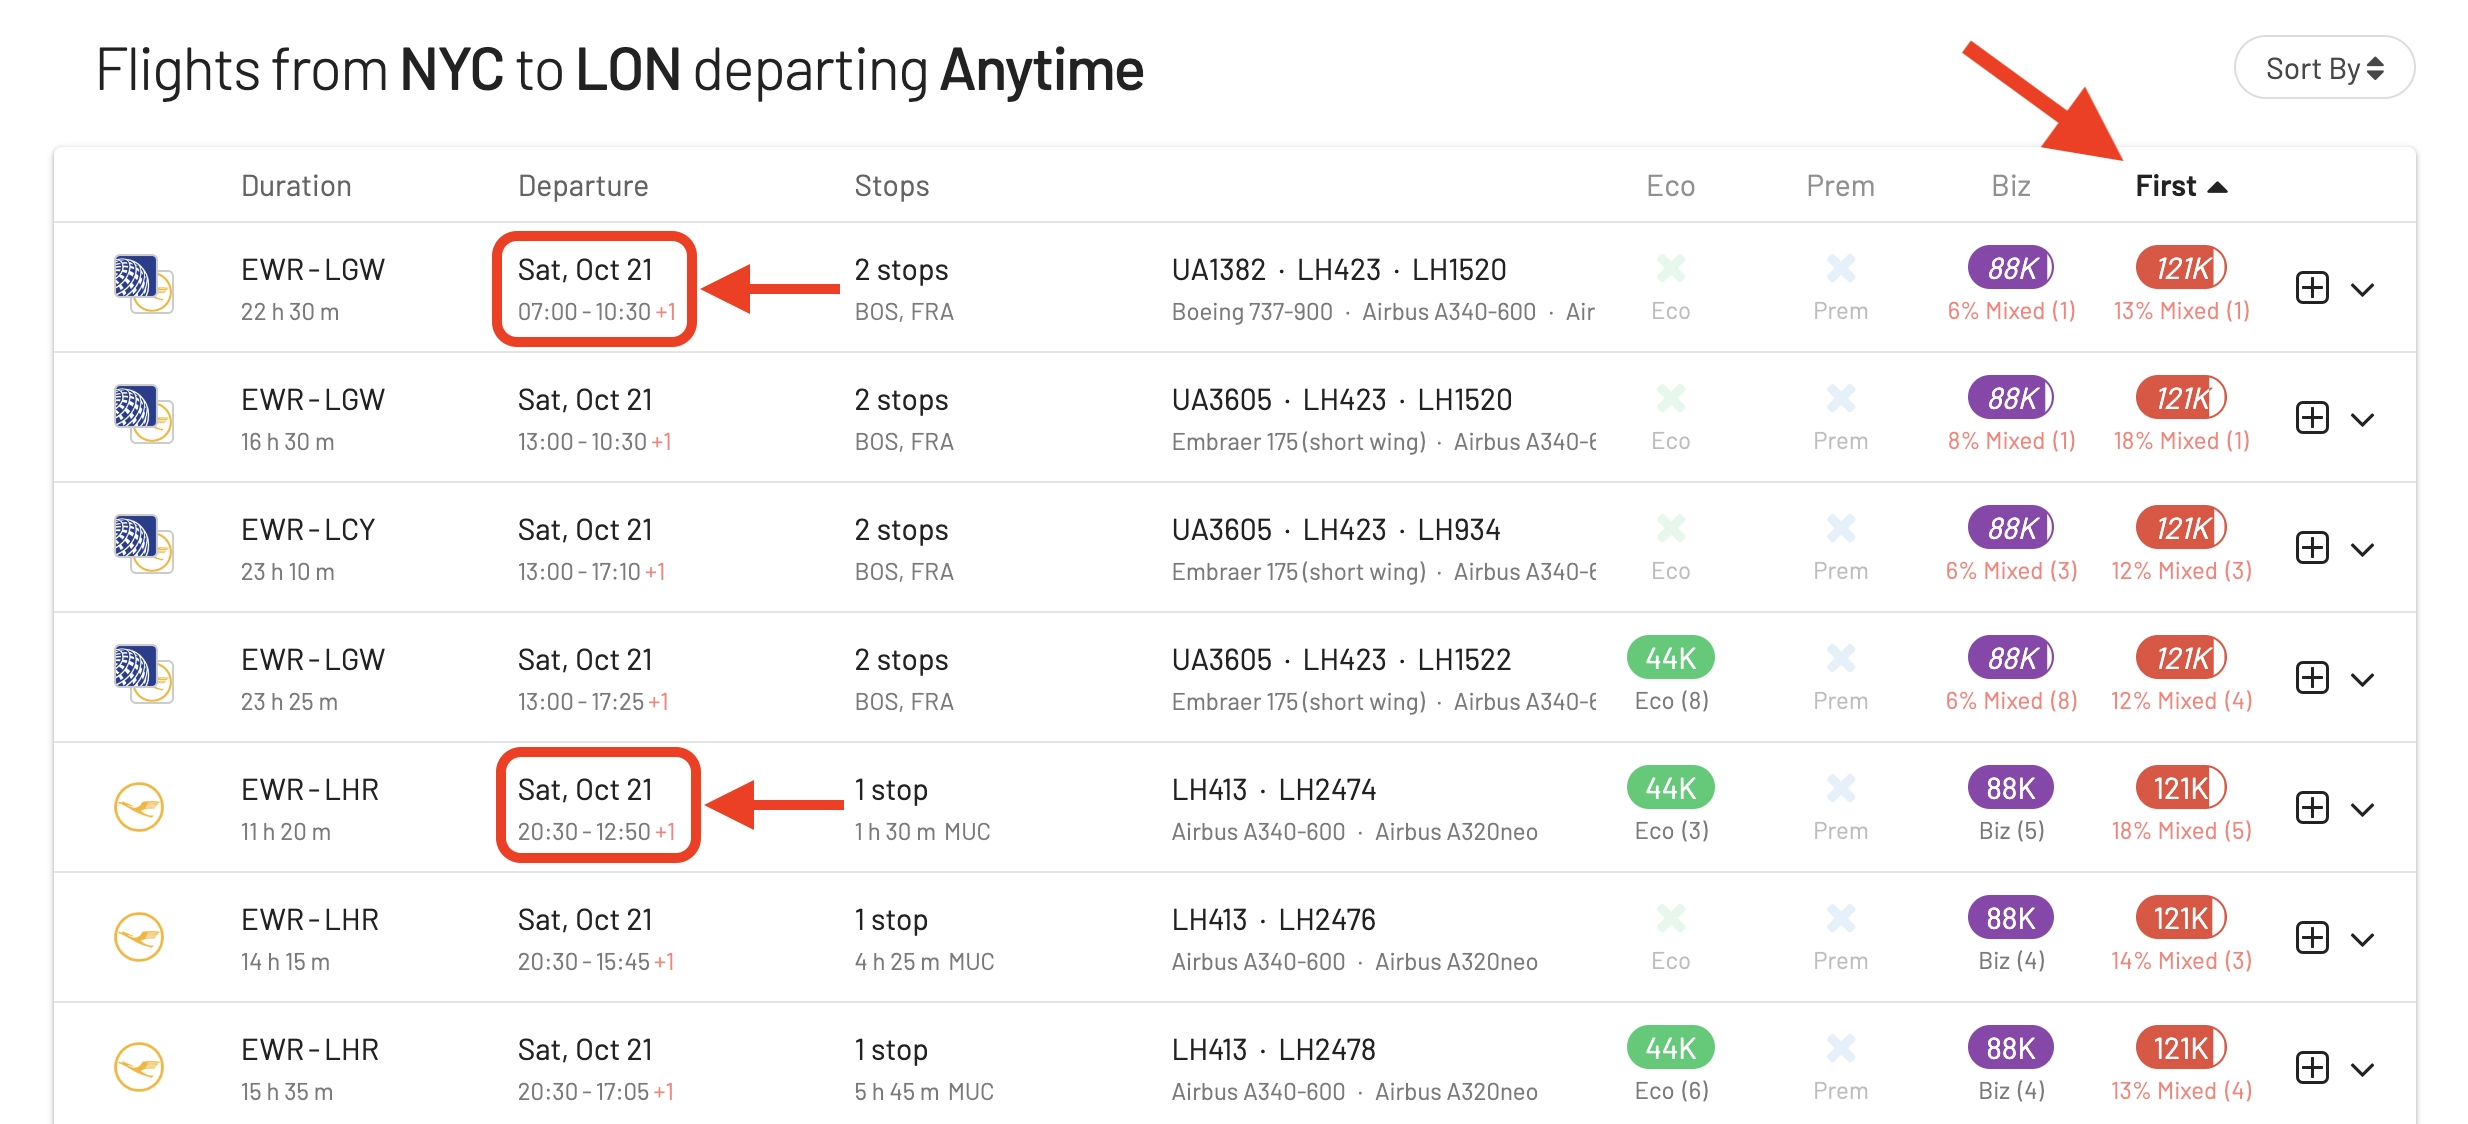 Flights from NYC to LON departing Anytime
Sort By
Duration Departure Stops Eco Prem Biz First
EWR - LGW Sat, Oct 21 2 stops UA1382 · LH423 · LH1520 88K 121K
22 h 30 m 07:00 - 10:30 +1 BOS, FRA Boeing 737-900 · Airbus A340-600 · Air Eco Prem 6% Mixed (1) 13% Mixed (1)
EWR - LGW Sat, Oct 21 2 stops UA3605 · LH423 · LH1520 88K 121K
16 h 30 m 13:00 - 10:30 +1 BOS, FRA Embraer 175 (short wing) · Airbus A340-6 Eco Prem 8% Mixed (1) 18% Mixed (1)
EWR - LCY Sat, Oct 21 2 stops UA3605 · LH423 · LH934 88K 121K
23 h 10 m 13:00 - 17:10 +1 BOS, FRA Embraer 175 (short wing) · Airbus A340-6 Eco Prem 6% Mixed (3) 12% Mixed (3)
EWR - LGW Sat, Oct 21 2 stops UA3605 · LH423 · LH1522 44K 88K 121K
23 h 25 m 13:00 - 17:25 +1 BOS, FRA Embraer 175 (short wing) · Airbus A340-6 Eco (8) Prem 6% Mixed (8) 12% Mixed (4)
EWR - LHR Sat, Oct 21 1 stop LH413 · LH2474 44K 88K 121K
11 h 20 m 20:30 - 12:50 +1 1 h 30 m MUC Airbus A340-600 · Airbus A320neo Eco (3) Prem Biz (5) 18% Mixed (5)
EWR - LHR Sat, Oct 21 1 stop LH413 · LH2476 88K 121K
14 h 15 m 20:30 - 15:45 +1 4 h 25 m MUC Airbus A340-600 · Airbus A320neo Eco Prem Biz (4) 14% Mixed (3)
EWR - LHR Sat, Oct 21 1 stop LH413 · LH2478 44K 88K 121K
15 h 35 m 20:30 - 17:05 +1 5 h 45 m MUC Airbus A340-600 · Airbus A320neo Eco (6) Prem Biz (4) 13% Mixed (4)